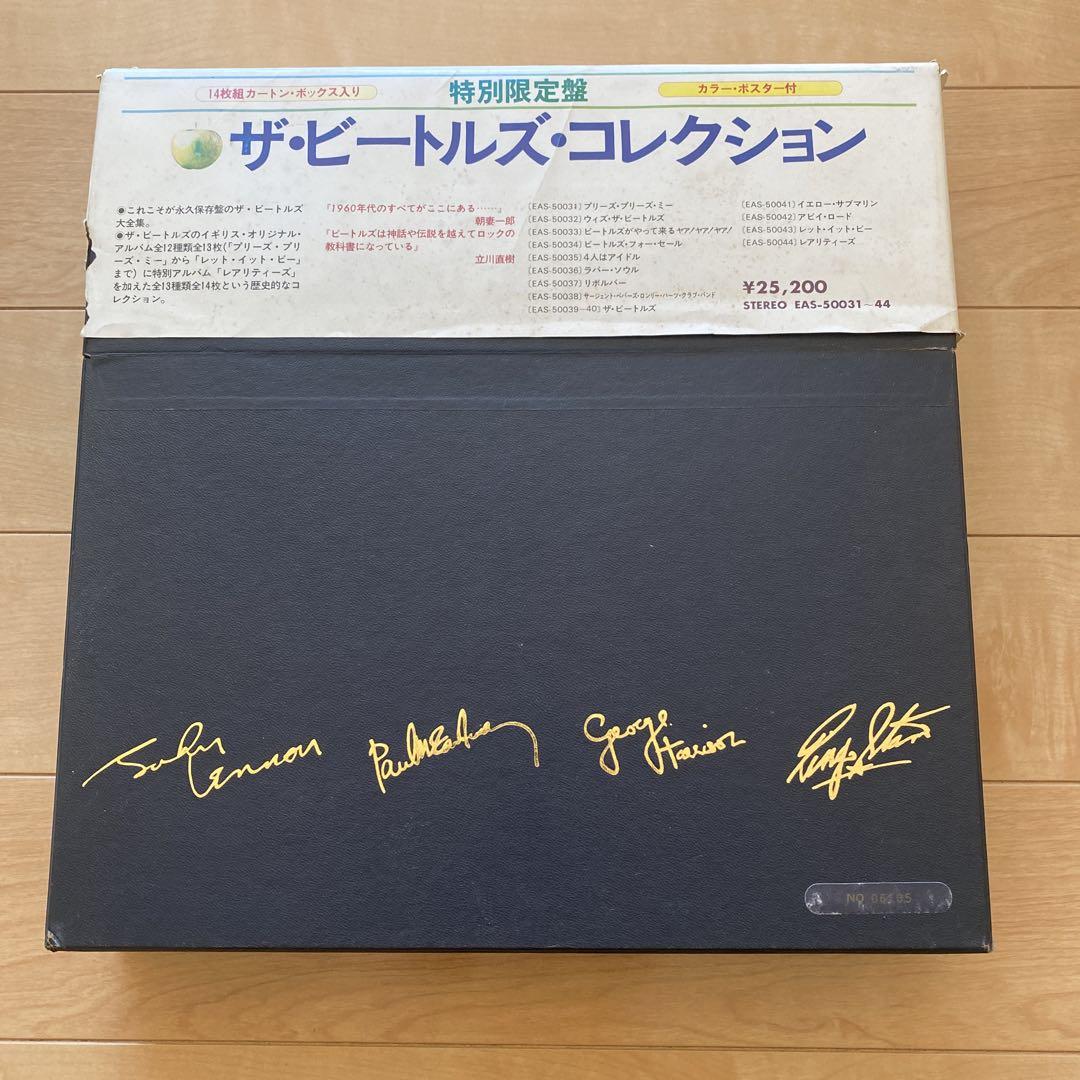 14枚組カートン・ボックス入り
特別限定盤
カラー・ポスター付
ザ・ビートルズ・コレクション
●これこそが永久保存盤のザ・ビートルズ
大全集。
●ザ・ビートルズのイギリス・オリジナル・
アルバム全12種類全13枚(「プリーズ・プリ
ーズ・ミー」から「レット・イット・ビー」
まで)に特別アルバム「レアリティーズ」
を加えた全13種類全14枚という歴史的なコ
レクション。
『1960年代のすべてがここにある……』
朝妻一郎
『ビートルズは神話や伝説を越えてロックの
教科書になっている』
立川直樹
〔EAS-50031〕プリーズ・プリーズ・ミー
〔EAS-50032〕ウィズ・ザ・ビートルズ
〔EAS-50033〕ビートルズがやって来るヤァ!ヤァ!ヤァ!
〔EAS-50034〕ビートルズ・フォー・セール
〔EAS-50035〕4人はアイドル
〔EAS-50036〕ラバー・ソウル
〔EAS-50037〕リボルバー
〔EAS-50038〕サージェント・ペパーズ・ロンリー・ハーツ・クラブ・バンド
〔EAS-50039~40〕ザ・ビートルズ
〔EAS-50041〕イエロー・サブマリン
〔EAS-50042〕アビイ・ロード
〔EAS-50043〕レット・イット・ビー
〔EAS-50044〕レアリティーズ
¥25,200
STEREO EAS-50031~44
John Lennon
Paul McCartney
George Harrison
Ringo Starr
NO